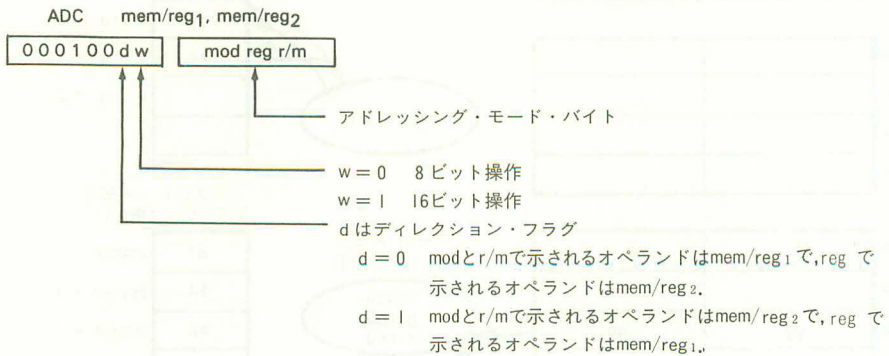 ADC mem/reg₁, mem/reg₂
000100dw mod reg r/m
アドレッシング・モード・バイト
w=0 8ビット操作
w=1 16ビット操作
dはディレクション・フラグ
d=0 modとr/mで示されるオペランドはmem/reg₁で,reg で
示されるオペランドはmem/reg₂.
d=1 modとr/mで示されるオペランドはmem/reg₂で,reg で
示されるオペランドはmem/reg₁.